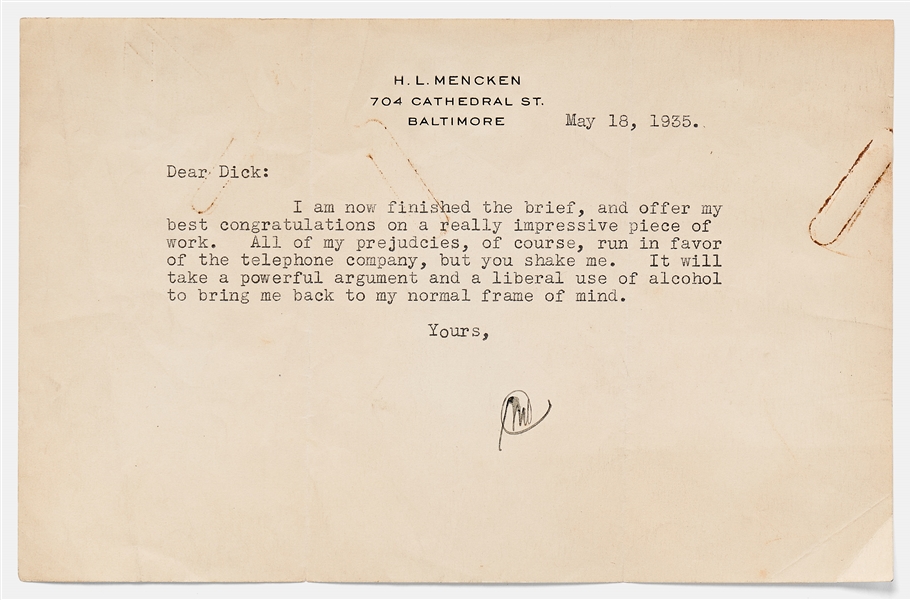 H. L. MENCKEN
704 CATHEDRAL ST.
BALTIMORE
May 18, 1935.
Dear Dick:
I am now finished the brief, and offer my
best congratulations on a really impressive piece of
work. All of my prejudcies, of course, run in favor
of the telephone company, but you shake me. It will
take a powerful argument and a liberal use of alcohol
to bring me back to my normal frame of mind.
Yours,